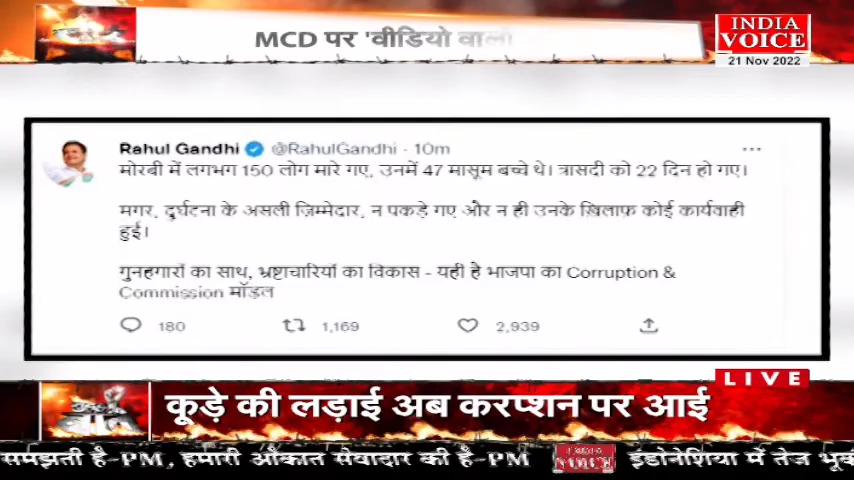 MCD पर 'वीडियो वाली
INDIA
VOICE
21 Nov 2022
Rahul Gandhi @RahulGandhi · 10m
मोरबी में लगभग 150 लोग मारे गए, उनमें 47 मासूम बच्चे थे। त्रासदी को 22 दिन हो गए।
मगर, दुर्घटना के असली ज़िम्मेदार, न पकड़े गए और न ही उनके ख़िलाफ़ कोई कार्यवाही
हुई।
गुनहगारों का साथ, भ्रष्टाचारियों का विकास - यही है भाजपा का Corruption &
Commission मॉडल
180 1,169 2,939
LIVE
कूड़े की लड़ाई अब करप्शन पर आई
समझती है-PM, हमारी औकात सेवादार की है-PM INDIA VOICE इंडोनेशिया में तेज भूकं